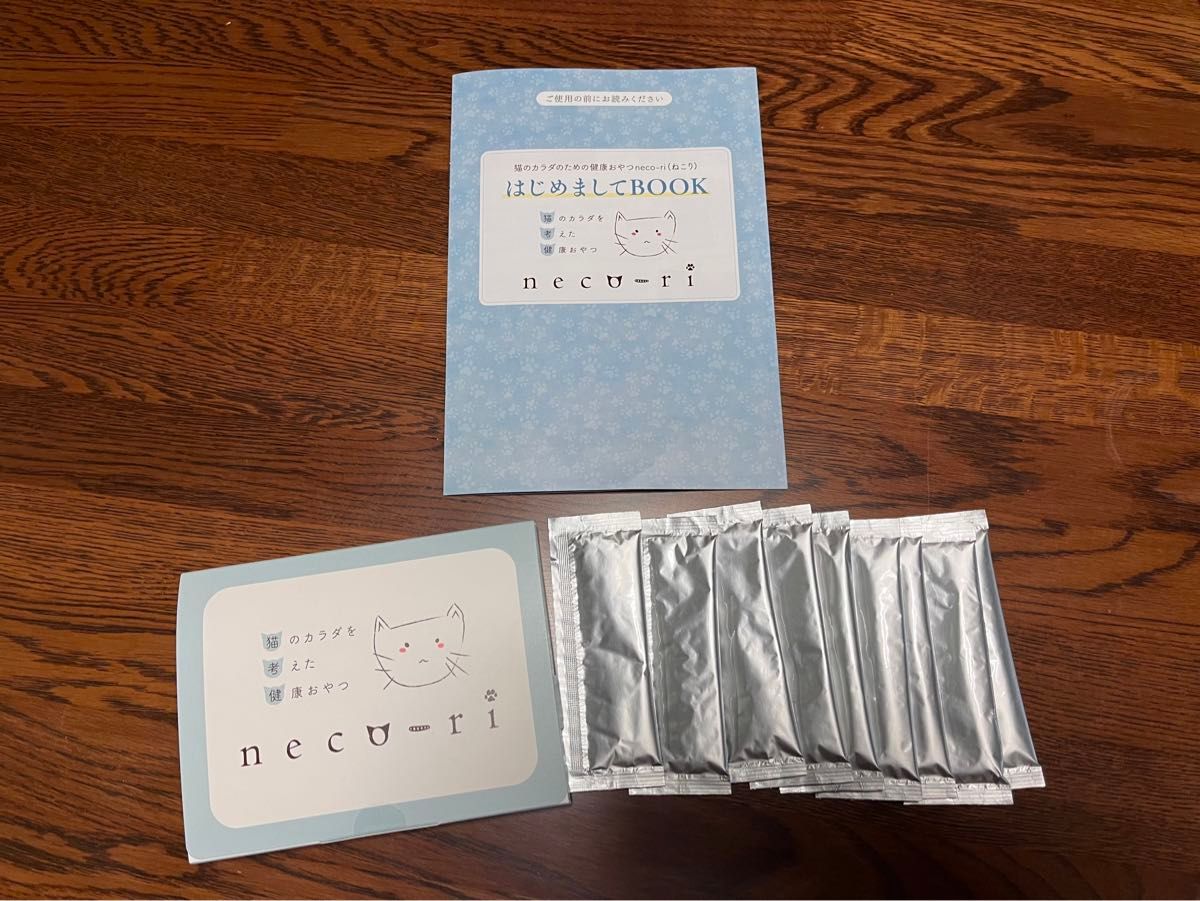 ご使用の前にお読みください
猫のカラダのための健康おやつneco-ri(ねこり)
はじめましてBOOK
猫のカラダを
考えた
健康おやつ
neco-ri
猫のカラダを
考えた
健康おやつ
neco-ri